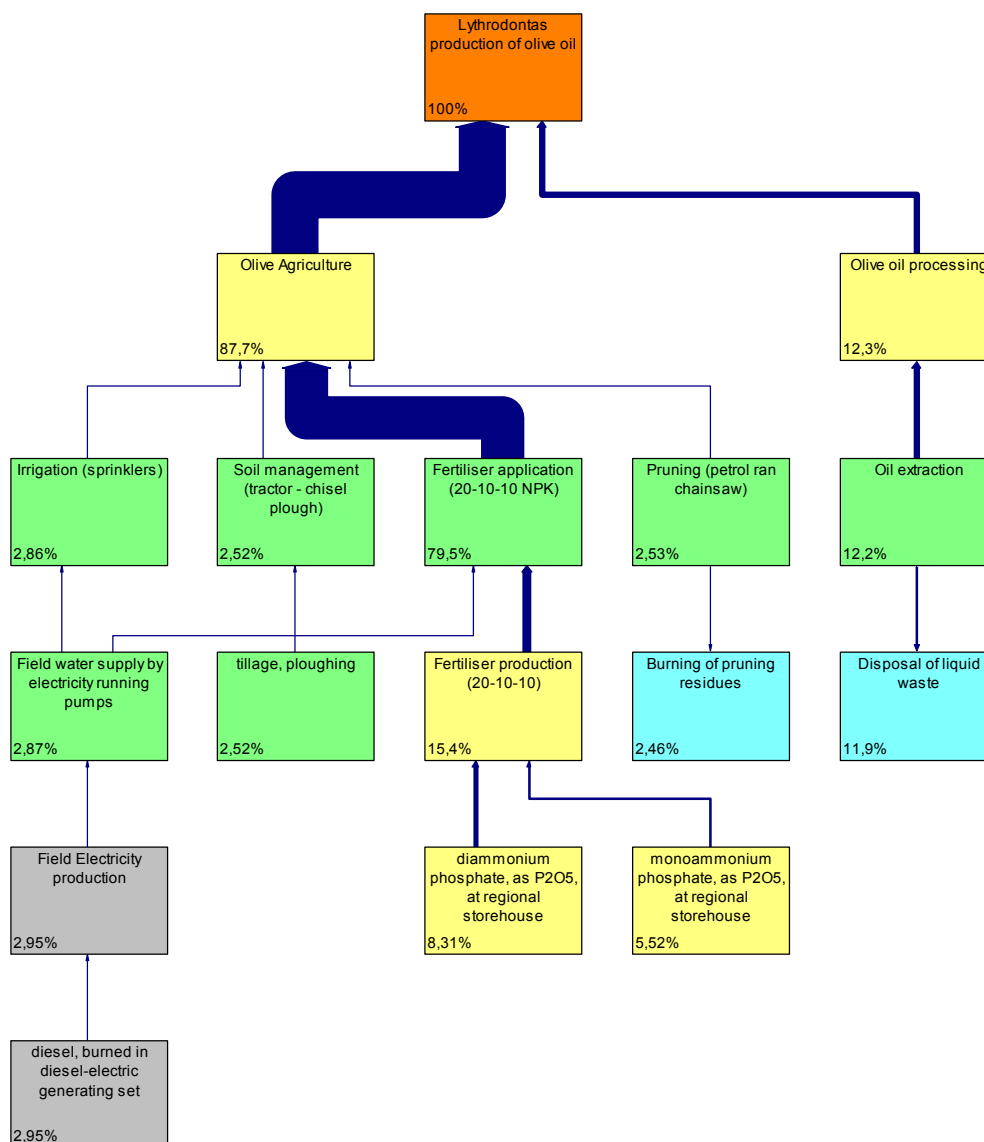 Lythrodontas
production of olive oil
100%
Olive Agriculture
87,7%
Olive oil processing
12,3%
Irrigation (sprinklers)
2,86%
Soil management
(tractor - chisel
plough)
2,52%
Fertiliser application
(20-10-10 NPK)
79,5%
Pruning (petrol ran
chainsaw)
2,53%
Oil extraction
12,2%
Field water supply by
electricity running
pumps
2,87%
tillage, ploughing
2,52%
Fertiliser production
(20-10-10)
15,4%
Burning of pruning
residues
2,46%
Disposal of liquid
waste
11,9%
Field Electricity
production
2,95%
diammonium
phosphate, as P2O5,
at regional
storehouse
8,31%
monoammonium
phosphate, as P2O5,
at regional
storehouse
5,52%
diesel, burned in
diesel-electric
generating set
2,95%